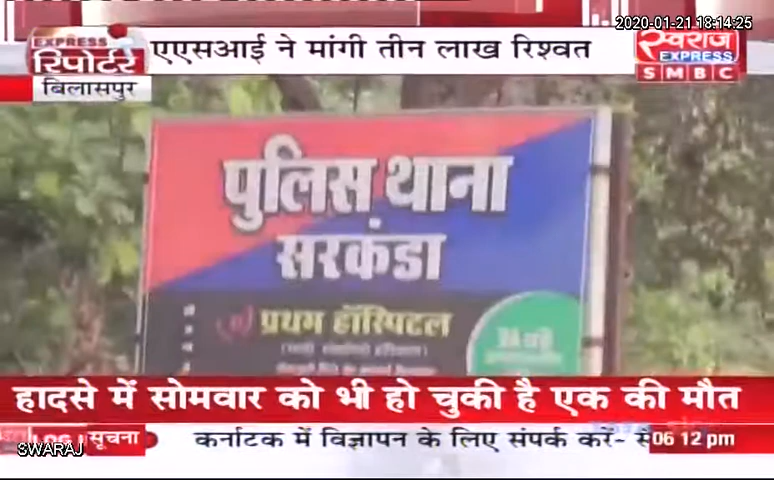 2020-01-21 18:14:25
EXPRESS
रिपोर्टर
एएसआई ने मांगी तीन लाख रिश्वत
स्वराज
EXPRESS
SMBC
बिलासपुर
पुलिस थाना
सरकंडा
प्रथम हॉस्पिटल
हादसे में सोमवार को भी हो चुकी है एक की मौत
सूचना
कर्नाटक में विज्ञापन के लिए संपर्क करें-
06 12 pm
SWARAJ